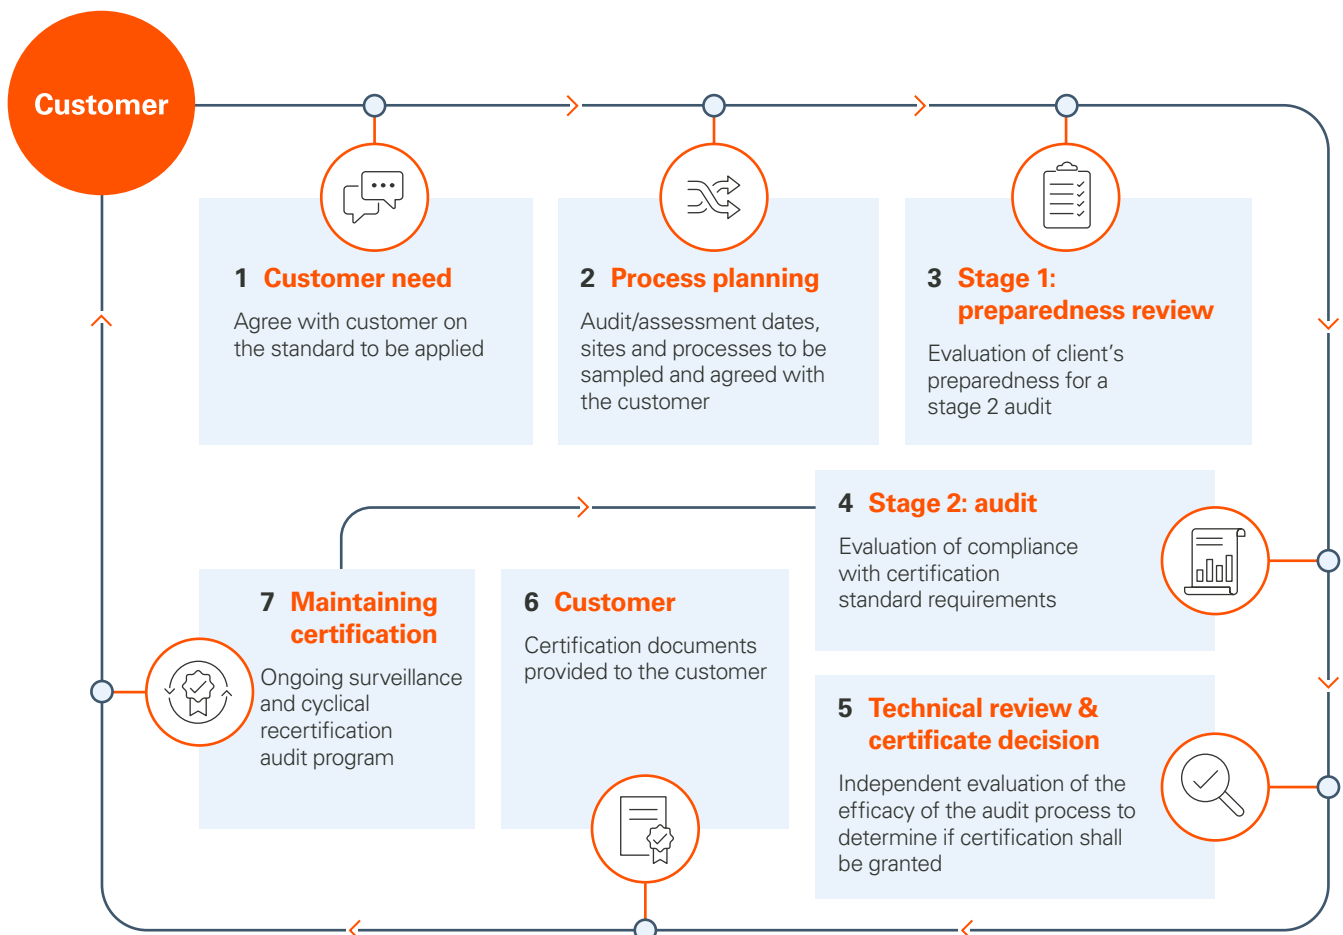 Customer
1 Customer need
Agree with customer on
the standard to be applied
2 Process planning
Audit/assessment dates,
sites and processes to be
sampled and agreed with
the customer
3 Stage 1:
preparedness review
Evaluation of client’s
preparedness for a
stage 2 audit
4 Stage 2: audit
Evaluation of compliance
with certification
standard requirements
5 Technical review &
certificate decision
Independent evaluation of the
efficacy of the audit process to
determine if certification shall
be granted
6 Customer
Certification documents
provided to the customer
7 Maintaining
certification
Ongoing surveillance
and cyclical
recertification
audit program